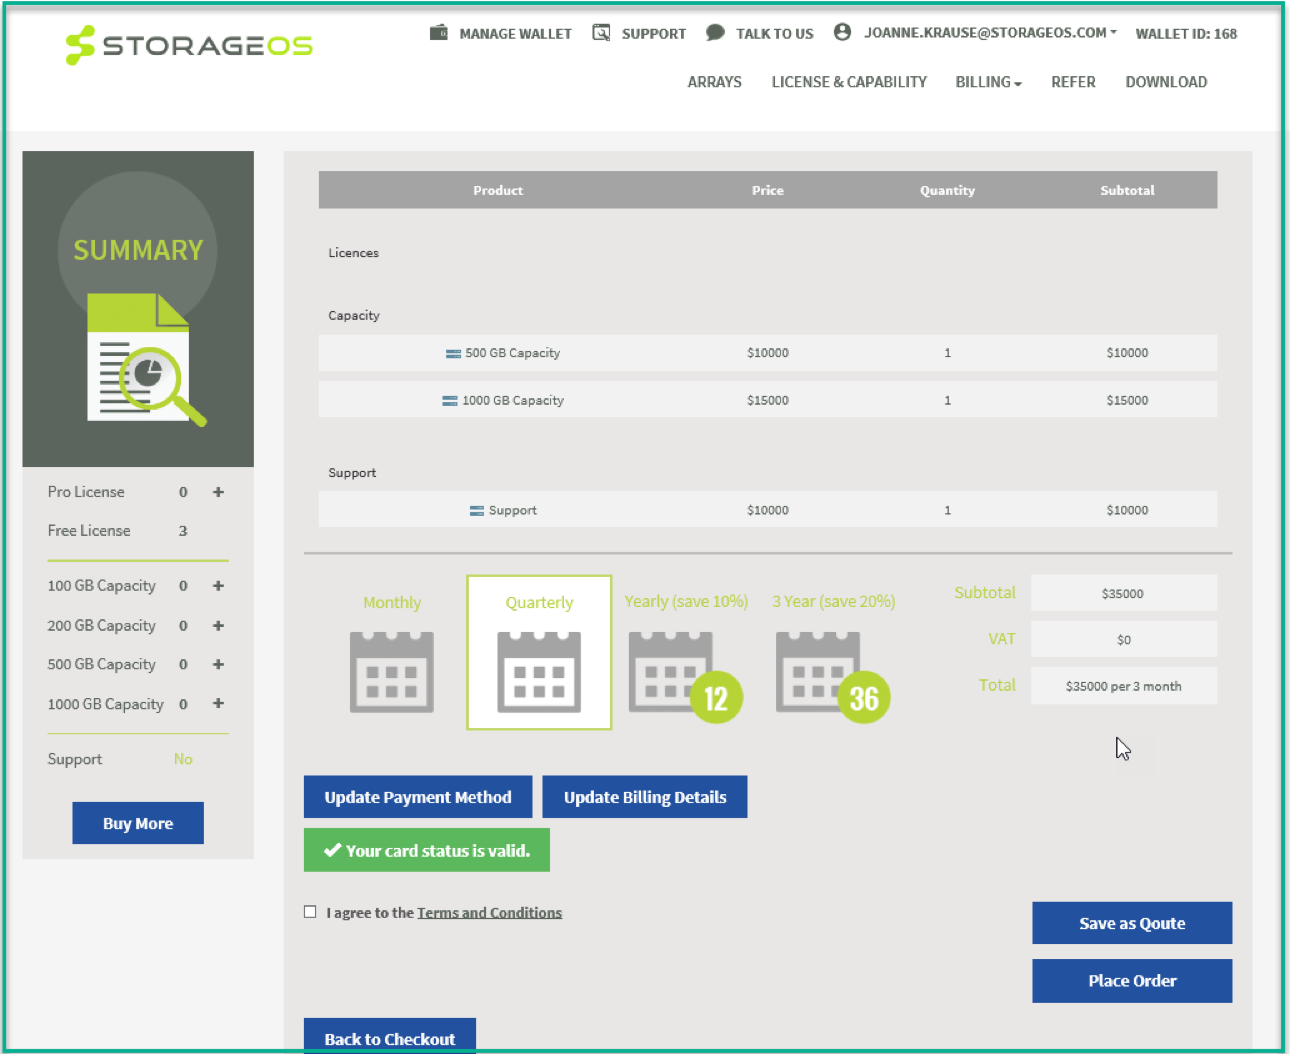 STORAGEOS
MANAGE WALLET SUPPORT TALK TO US JOANNE.KRAUSE@STORAGEOS.COM WALLET ID: 168
ARRAYS LICENSE & CAPABILITY BILLING REFER DOWNLOAD
SUMMARY
Pro License 0 +
Free License 3
100 GB Capacity 0 +
200 GB Capacity 0 +
500 GB Capacity 0 +
1000 GB Capacity 0 +
Support No
Buy More
Product Price Quantity Subtotal
Licences
Capacity
500 GB Capacity $10000 1 $10000
1000 GB Capacity $15000 1 $15000
Support
Support $10000 1 $10000
Monthly Quarterly Yearly (save 10%) 3 Year (save 20%)
12 36
Subtotal $35000
VAT $0
Total $35000 per 3 month
Update Payment Method Update Billing Details
Your card status is valid.
I agree to the Terms and Conditions
Save as Qoute
Place Order
Back to Checkout